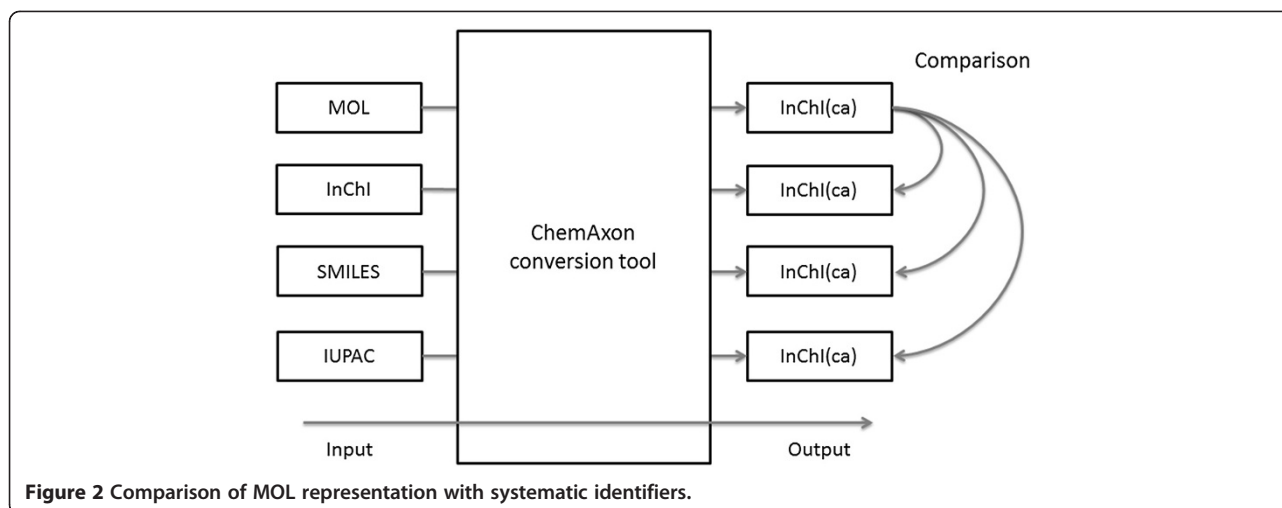 Comparison
MOL
InChI(ca)
InChI
InChI(ca)
ChemAxon
conversion tool
SMILES
InChI(ca)
IUPAC
InChI(ca)
Input
Output
Figure 2 Comparison of MOL representation with systematic identifiers.